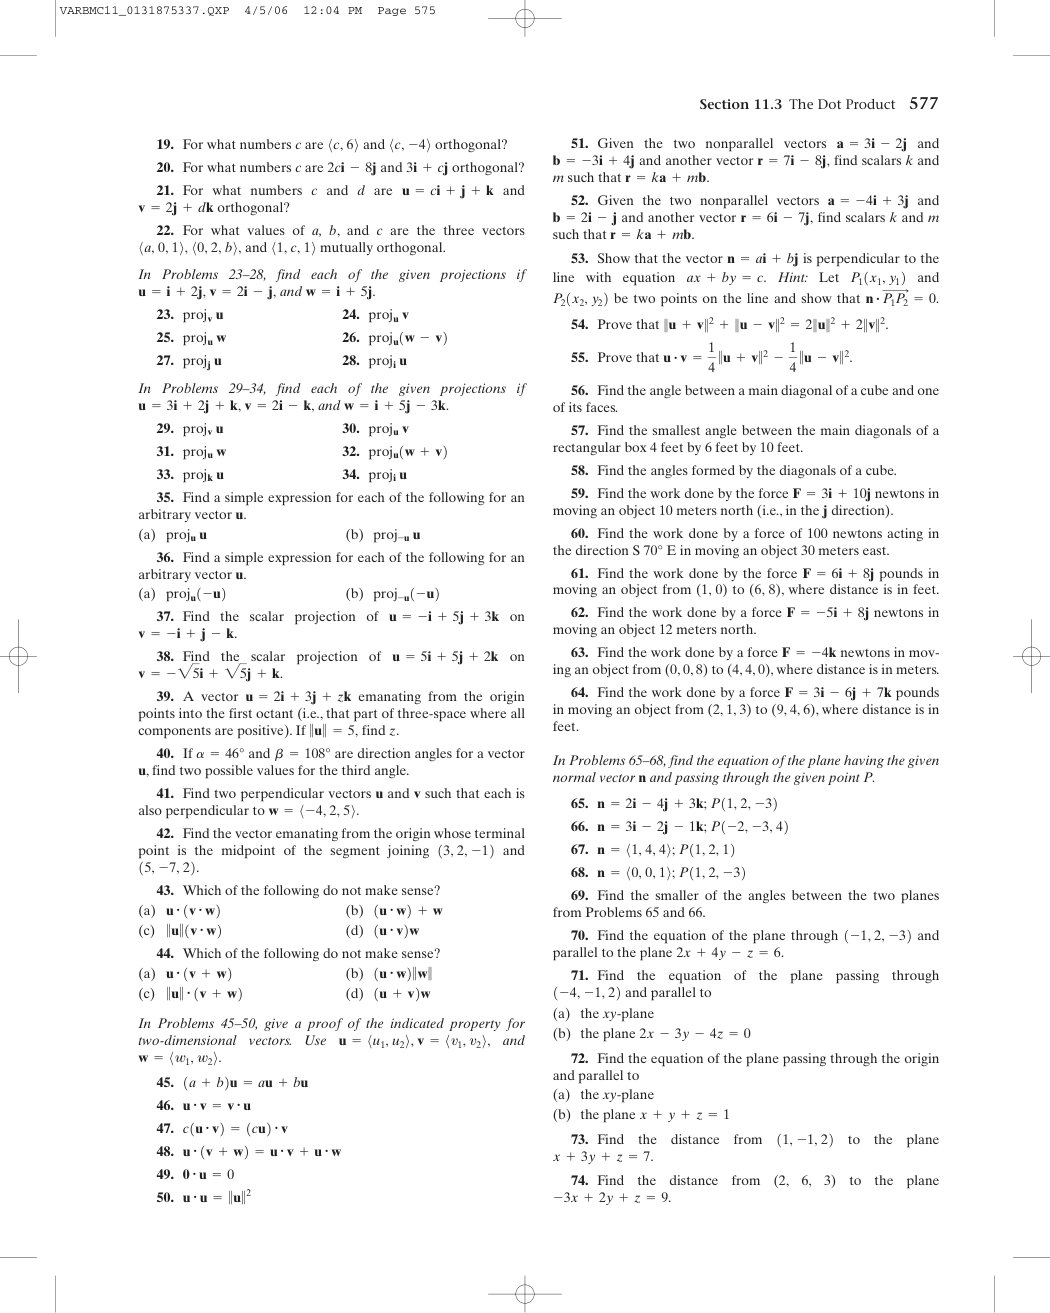 VARBMC11_0131875337.QXP 4/5/06 12:04 PM Page 575
Section 11.3 The Dot Product 577
19. For what numbers c are ⟨c, 6⟩ and ⟨c, −4⟩ orthogonal?
20. For what numbers c are 2ci − 8j and 3i + cj orthogonal?
21. For what numbers c and d are u = ci + j + k and
v = 2j + dk orthogonal?
22. For what values of a, b, and c are the three vectors
⟨a, 0, 1⟩, ⟨0, 2, b⟩, and ⟨1, c, 1⟩ mutually orthogonal.
In Problems 23–28, find each of the given projections if
u = i + 2j, v = 2i − j, and w = i + 5j.
23. proj_v u 24. proj_u v
25. proj_u w 26. proj_u(w − v)
27. proj_j u 28. proj_i u
In Problems 29–34, find each of the given projections if
u = 3i + 2j + k, v = 2i − k, and w = i + 5j − 3k.
29. proj_v u 30. proj_u v
31. proj_u w 32. proj_u(w + v)
33. proj_k u 34. proj_i u
35. Find a simple expression for each of the following for an
arbitrary vector u.
(a) proj_u u (b) proj_−u u
36. Find a simple expression for each of the following for an
arbitrary vector u.
(a) proj_u(−u) (b) proj_−u(−u)
37. Find the scalar projection of u = −i + 5j + 3k on
v = −i + j − k.
38. Find the scalar projection of u = 5i + 5j + 2k on
v = −√5i + √5j + k.
39. A vector u = 2i + 3j + zk emanating from the origin
points into the first octant (i.e., that part of three-space where all
components are positive). If ‖u‖ = 5, find z.
40. If α = 46° and β = 108° are direction angles for a vector
u, find two possible values for the third angle.
41. Find two perpendicular vectors u and v such that each is
also perpendicular to w = ⟨−4, 2, 5⟩.
42. Find the vector emanating from the origin whose terminal
point is the midpoint of the segment joining (3, 2, −1) and
(5, −7, 2).
43. Which of the following do not make sense?
(a) u · (v · w) (b) (u · w) + w
(c) ‖u‖(v · w) (d) (u · v)w
44. Which of the following do not make sense?
(a) u · (v + w) (b) (u · w)‖w‖
(c) ‖u‖ · (v + w) (d) (u + v)w
In Problems 45–50, give a proof of the indicated property for
two-dimensional vectors. Use u = ⟨u₁, u₂⟩, v = ⟨v₁, v₂⟩, and
w = ⟨w₁, w₂⟩.
45. (a + b)u = au + bu
46. u · v = v · u
47. c(u · v) = (cu) · v
48. u · (v + w) = u · v + u · w
49. 0 · u = 0
50. u · u = ‖u‖²
51. Given the two nonparallel vectors a = 3i − 2j and
b = −3i + 4j and another vector r = 7i − 8j, find scalars k and
m such that r = ka + mb.
52. Given the two nonparallel vectors a = −4i + 3j and
b = 2i − j and another vector r = 6i − 7j, find scalars k and m
such that r = ka + mb.
53. Show that the vector n = ai + bj is perpendicular to the
line with equation ax + by = c. Hint: Let P₁(x₁, y₁) and
P₂(x₂, y₂) be two points on the line and show that n · P₁P₂ = 0.
54. Prove that ‖u + v‖² + ‖u − v‖² = 2‖u‖² + 2‖v‖².
55. Prove that u · v = 1/4‖u + v‖² − 1/4‖u − v‖².
56. Find the angle between a main diagonal of a cube and one
of its faces.
57. Find the smallest angle between the main diagonals of a
rectangular box 4 feet by 6 feet by 10 feet.
58. Find the angles formed by the diagonals of a cube.
59. Find the work done by the force F = 3i + 10j newtons in
moving an object 10 meters north (i.e., in the j direction).
60. Find the work done by a force of 100 newtons acting in
the direction S 70° E in moving an object 30 meters east.
61. Find the work done by the force F = 6i + 8j pounds in
moving an object from (1, 0) to (6, 8), where distance is in feet.
62. Find the work done by a force F = −5i + 8j newtons in
moving an object 12 meters north.
63. Find the work done by a force F = −4k newtons in mov-
ing an object from (0, 0, 8) to (4, 4, 0), where distance is in meters.
64. Find the work done by a force F = 3i − 6j + 7k pounds
in moving an object from (2, 1, 3) to (9, 4, 6), where distance is in
feet.
In Problems 65–68, find the equation of the plane having the given
normal vector n and passing through the given point P.
65. n = 2i − 4j + 3k; P(1, 2, −3)
66. n = 3i − 2j − 1k; P(−2, −3, 4)
67. n = ⟨1, 4, 4⟩; P(1, 2, 1)
68. n = ⟨0, 0, 1⟩; P(1, 2, −3)
69. Find the smaller of the angles between the two planes
from Problems 65 and 66.
70. Find the equation of the plane through (−1, 2, −3) and
parallel to the plane 2x + 4y − z = 6.
71. Find the equation of the plane passing through
(−4, −1, 2) and parallel to
(a) the xy-plane
(b) the plane 2x − 3y − 4z = 0
72. Find the equation of the plane passing through the origin
and parallel to
(a) the xy-plane
(b) the plane x + y + z = 1
73. Find the distance from (1, −1, 2) to the plane
x + 3y + z = 7.
74. Find the distance from (2, 6, 3) to the plane
−3x + 2y + z = 9.